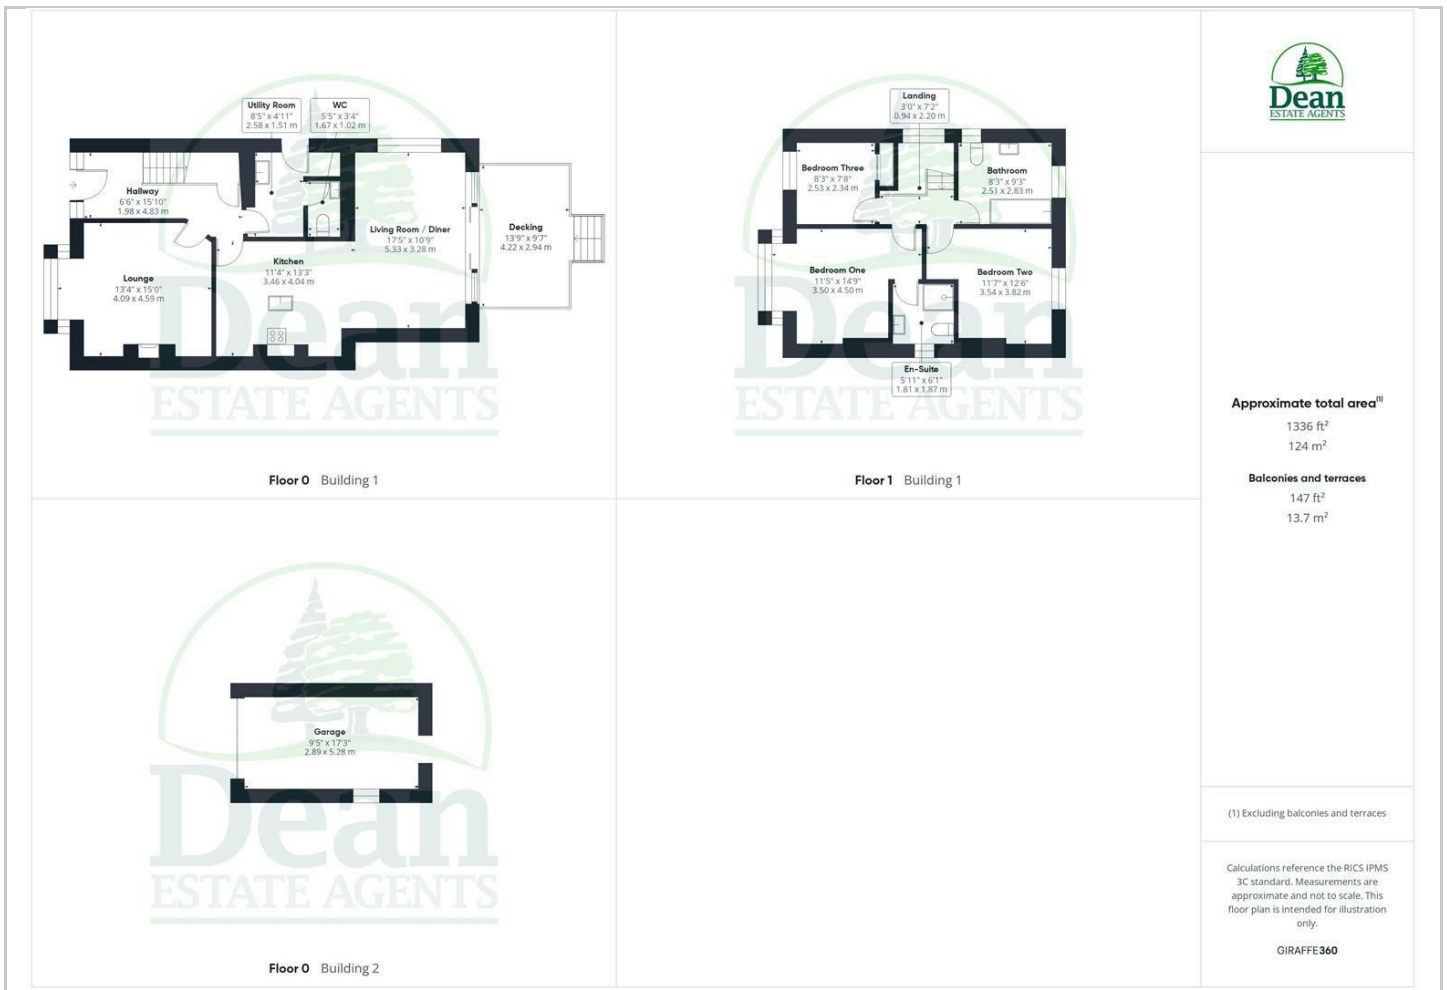 Utility Room
8'5" x 4'11"
2.58 x 1.51 m
WC
5'5" x 3'4"
1.67 x 1.02 m
Hallway
6'6" x 15'10"
1.98 x 4.83 m
Living Room / Diner
17'5" x 10'9"
5.33 x 3.28 m
Decking
13'9" x 9'7"
4.22 x 2.94 m
Kitchen
11'4" x 13'3"
3.46 x 4.04 m
Lounge
13'4" x 15'0"
4.09 x 4.59 m
Dean
ESTATE AGENTS
Floor 0 Building 1
Landing
3'0" x 7'2"
0.94 x 2.20 m
Bedroom Three
8'3" x 7'8"
2.53 x 2.34 m
Bathroom
8'3" x 9'3"
2.51 x 2.83 m
Bedroom One
11'5" x 14'9"
3.50 x 4.50 m
Bedroom Two
11'7" x 12'6"
3.54 x 3.82 m
En-Suite
5'11" x 6'1"
1.81 x 1.87 m
Dean
ESTATE AGENTS
Floor 1 Building 1
Garage
9'5" x 17'3"
2.89 x 5.28 m
Dean
ESTATE AGENTS
Floor 0 Building 2
Dean
ESTATE AGENTS
Approximate total area(1)
1336 ft²
124 m²
Balconies and terraces
147 ft²
13.7 m²
(1) Excluding balconies and terraces
Calculations reference the RICS IPMS
3C standard. Measurements are
approximate and not to scale. This
floor plan is intended for illustration
only.
GIRAFFE360